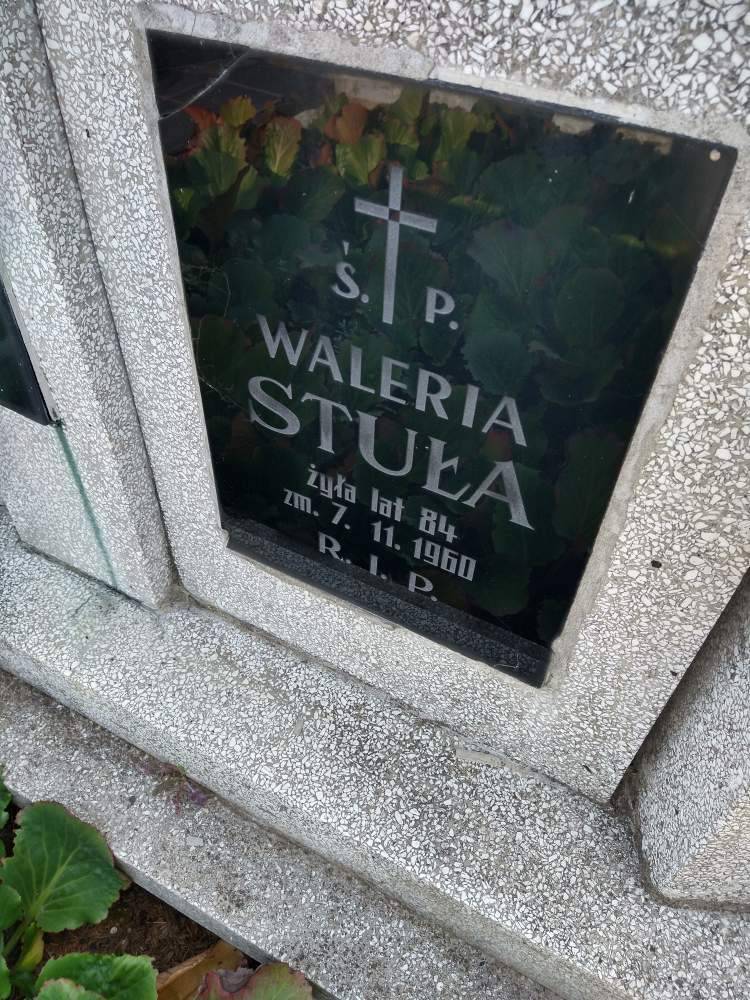 Ś. P.
WALERIA
STUŁA
żyła lat 84
zm. 7. 11. 1960
R. I. P.